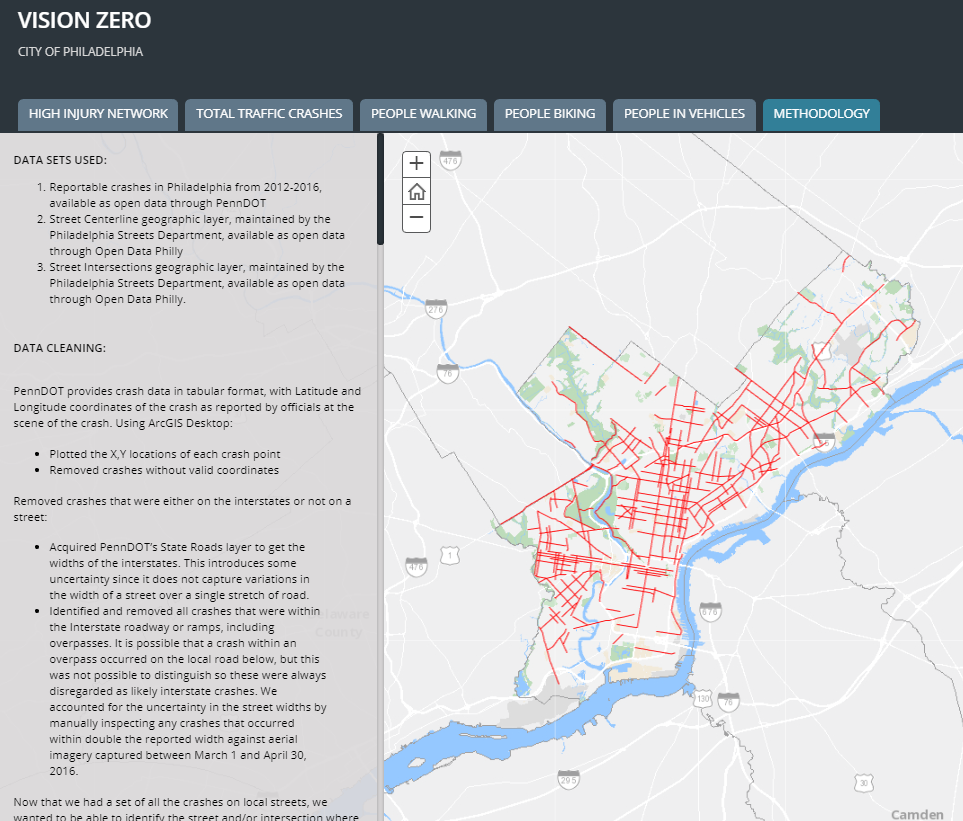 VISION ZERO
CITY OF PHILADELPHIA
HIGH INJURY NETWORK
TOTAL TRAFFIC CRASHES
PEOPLE WALKING
PEOPLE BIKING
PEOPLE IN VEHICLES
METHODOLOGY
DATA SETS USED:
1. Reportable crashes in Philadelphia from 2012-2016,
available as open data through PennDOT
2. Street Centerline geographic layer, maintained by the
Philadelphia Streets Department, available as open data
through Open Data Philly
3. Street Intersections geographic layer, maintained by the
Philadelphia Streets Department, available as open data
through Open Data Philly.
DATA CLEANING:
PennDOT provides crash data in tabular format, with Latitude and
Longitude coordinates of the crash as reported by officials at the
scene of the crash. Using ArcGIS Desktop:
• Plotted the X,Y locations of each crash point
• Removed crashes without valid coordinates
Removed crashes that were either on the interstates or not on a
street:
• Acquired PennDOT's State Roads layer to get the
widths of the interstates. This introduces some
uncertainty since it does not capture variations in
the width of a street over a single stretch of road.
• Identified and removed all crashes that were within
the Interstate roadway or ramps, including
overpasses. It is possible that a crash within an
overpass occurred on the local road below, but this
was not possible to distinguish so these were always
disregarded as likely interstate crashes. We
accounted for the uncertainty in the street widths by
manually inspecting any crashes that occurred
within double the reported width against aerial
imagery captured between March 1 and April 30,
2016.
Now that we had a set of all the crashes on local streets, we
wanted to be able to identify the street and/or intersection where
+
−
476
276
76
476
1
676
130
76
295
30
Delaware
County
Camden